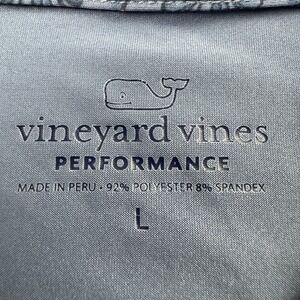 vineyard vines
PERFORMANCE
MADE IN PERU • 92% POLYESTER 8% SPANDEX
L